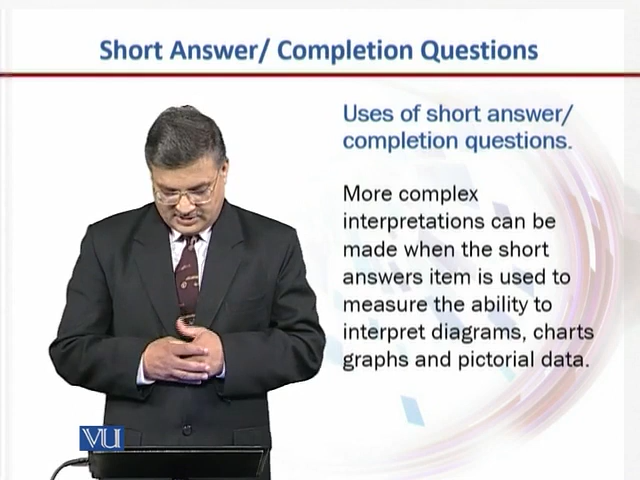 Short Answer/ Completion Questions
Uses of short answer/
completion questions.
More complex
interpretations can be
made when the short
answers item is used to
measure the ability to
interpret diagrams, charts
graphs and pictorial data.
VU